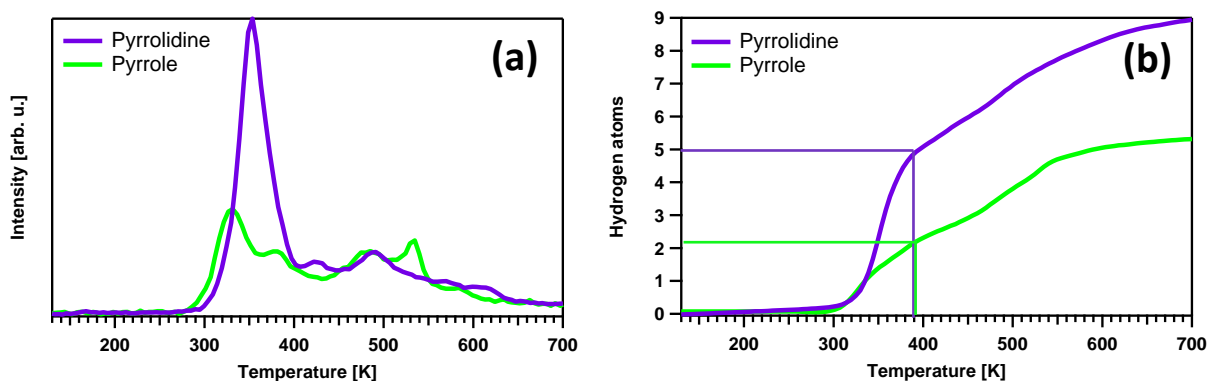 Pyrrolidine
Pyrrole
(a)
Intensity [arb. u.]
200 300 400 500 600 700
Temperature [K]
Pyrrolidine
Pyrrole
(b)
Hydrogen atoms
9
8
7
6
5
4
3
2
1
0
200 300 400 500 600 700
Temperature [K]